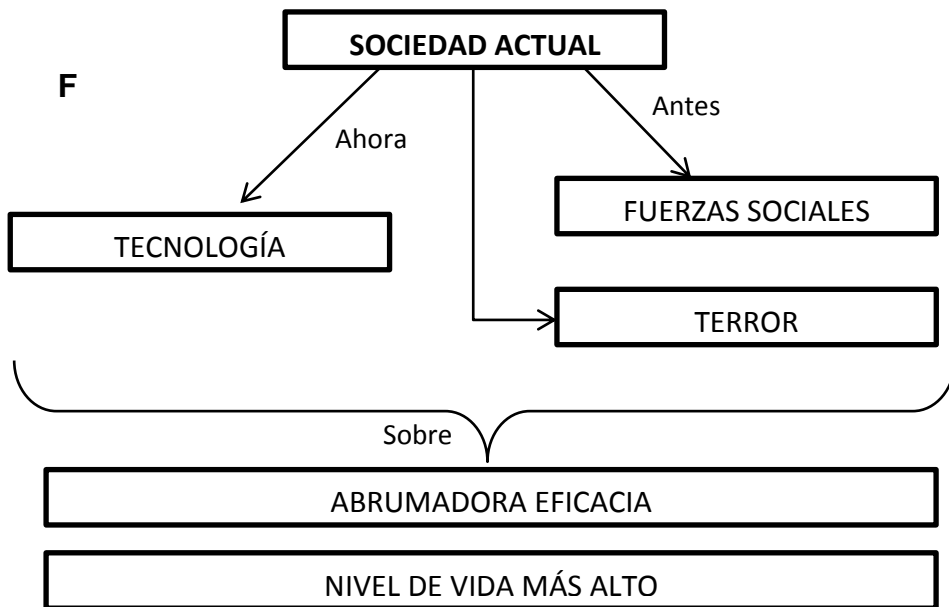 SOCIEDAD ACTUAL
F
Antes
Ahora
FUERZAS SOCIALES
TECNOLOGÍA
TERROR
Sobre
ABRUMADORA EFICACIA
NIVEL DE VIDA MÁS ALTO